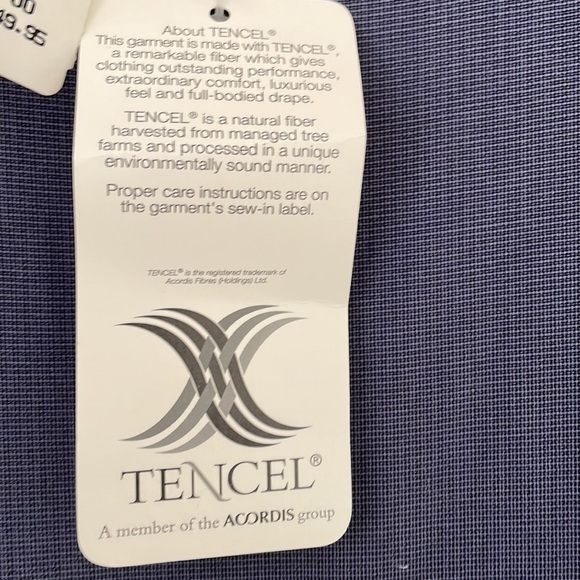 00
49.95
About TENCEL®
This garment is made with TENCEL®,
a remarkable fiber which gives
clothing outstanding performance,
extraordinary comfort, luxurious
feel and full-bodied drape.
TENCEL® is a natural fiber
harvested from managed tree
farms and processed in a unique
environmentally sound manner.
Proper care instructions are on
the garment's sew-in label.
TENCEL® is the registered trademark of
Acordis Fibres (Holdings) Ltd.
TENCEL®
A member of the ACORDIS group